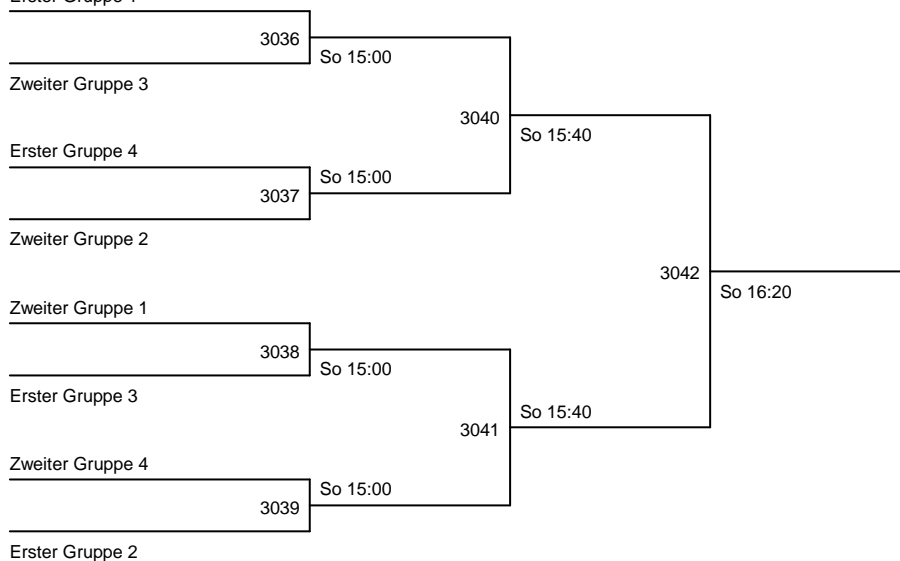 3036
So 15:00
Zweiter Gruppe 3
3040
So 15:40
Erster Gruppe 4
So 15:00
3037
Zweiter Gruppe 2
3042
So 16:20
Zweiter Gruppe 1
3038
So 15:00
Erster Gruppe 3
So 15:40
3041
Zweiter Gruppe 4
So 15:00
3039
Erster Gruppe 2